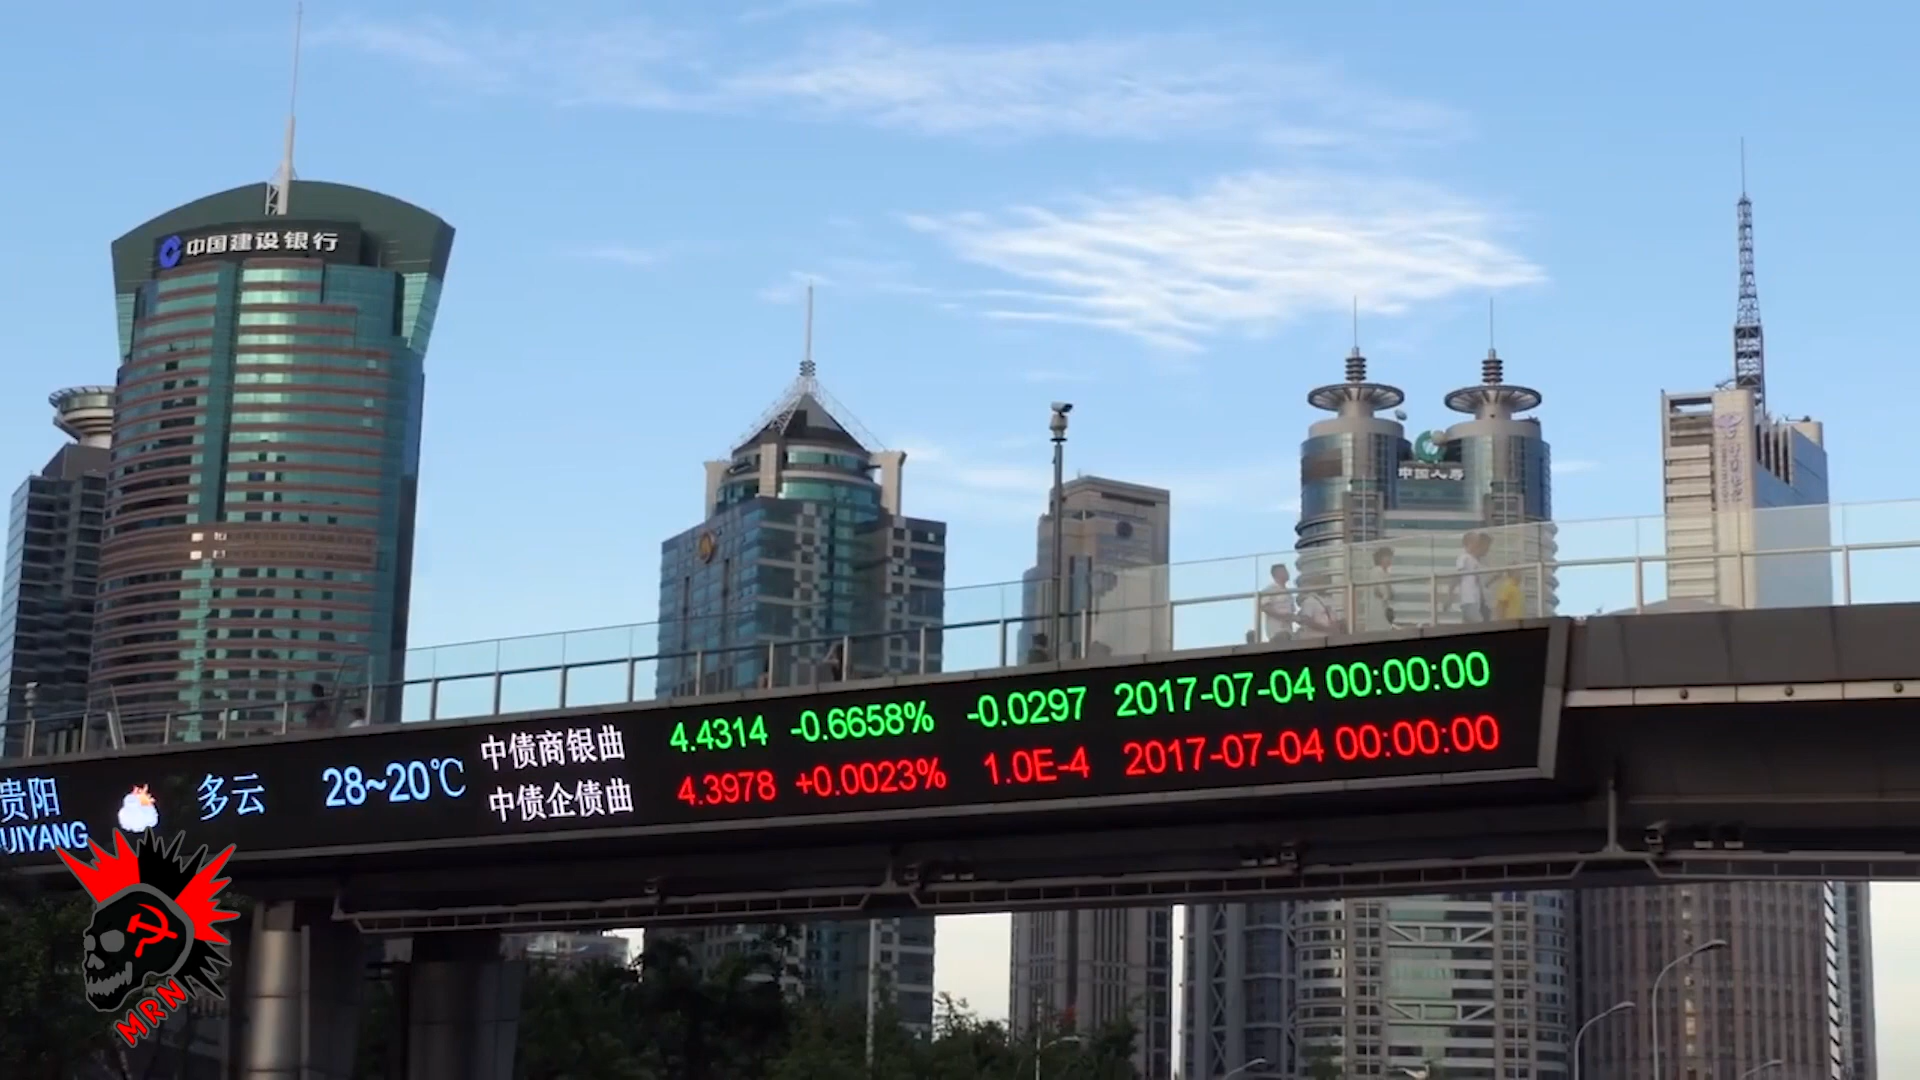 中国建设银行
中国人寿
贵阳
UIYANG
多云
28~20℃
中债商银曲 4.4314 -0.6658% -0.0297 2017-07-04 00:00:00
中债企债曲 4.3978 +0.0023% 1.0E-4 2017-07-04 00:00:00
MRN